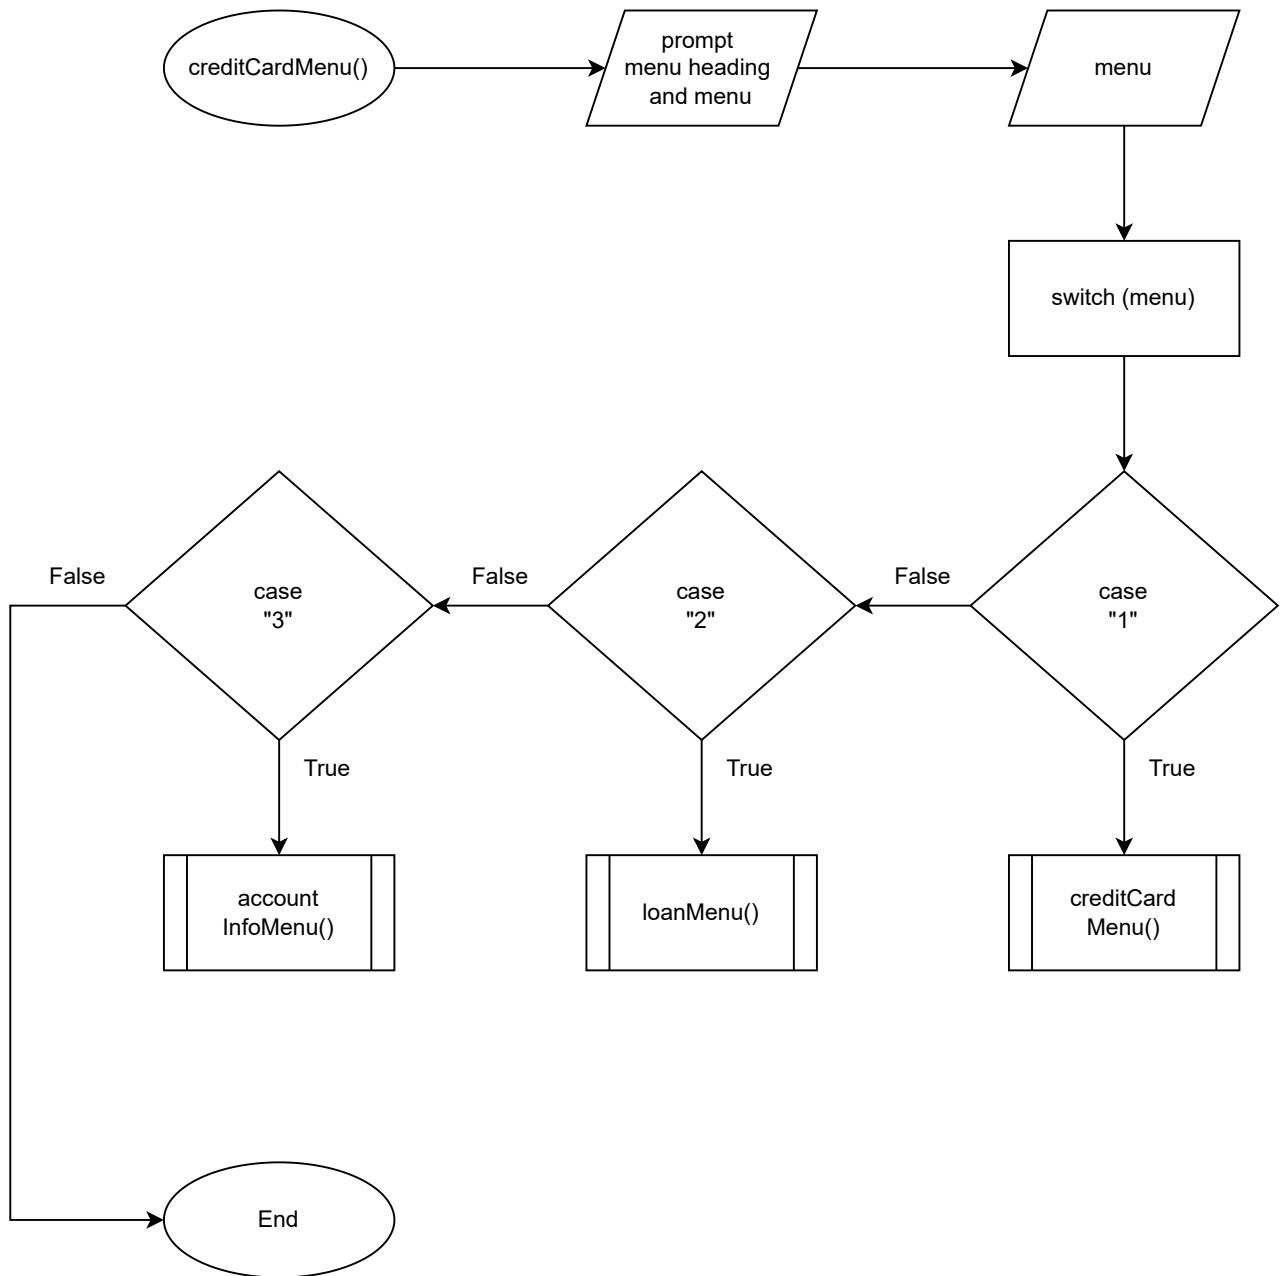 creditCardMenu()
prompt
menu heading
and menu
menu
switch (menu)
False
case
"3"
True
False
case
"2"
True
False
case
"1"
True
account
InfoMenu()
loanMenu()
creditCard
Menu()
End